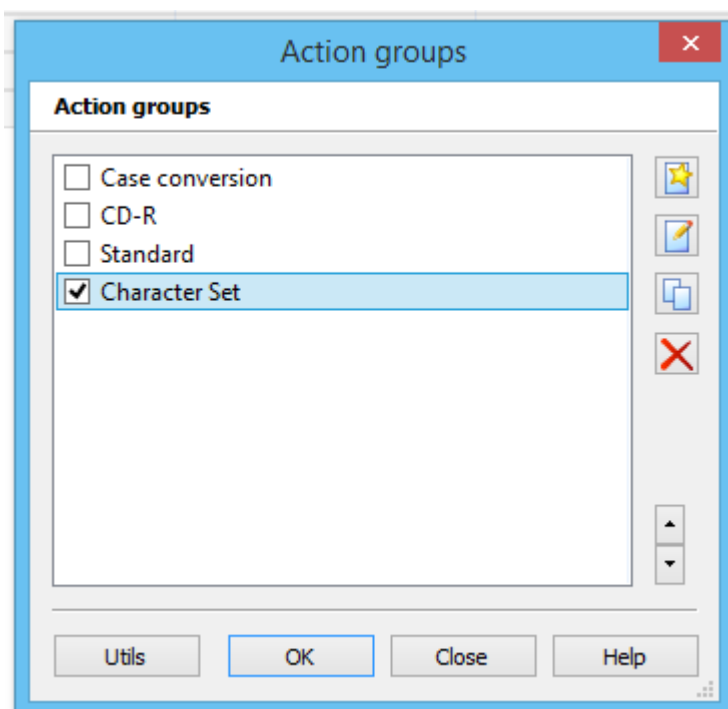 Action groups
Action groups
Case conversion
CD-R
Standard
Character Set
Utils OK Close Help